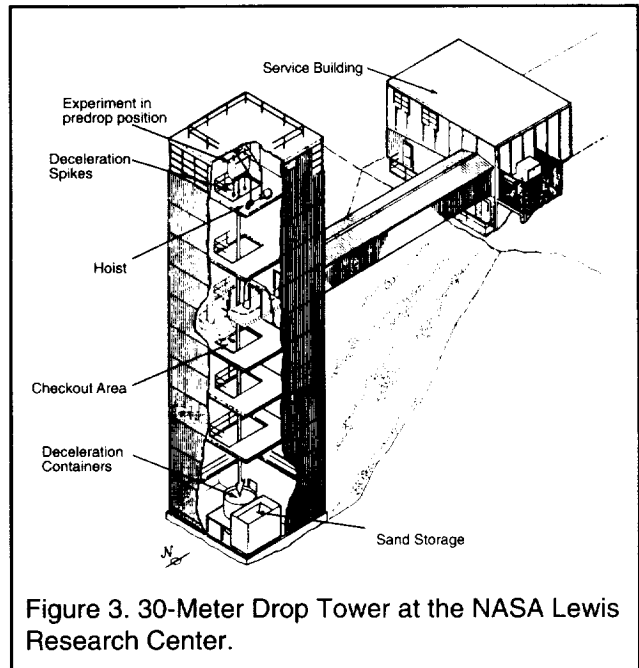 Service Building
Experiment in
predrop position
Deceleration
Spikes
Hoist
Checkout Area
Deceleration
Containers
Sand Storage
N
Figure 3. 30-Meter Drop Tower at the NASA Lewis
Research Center.